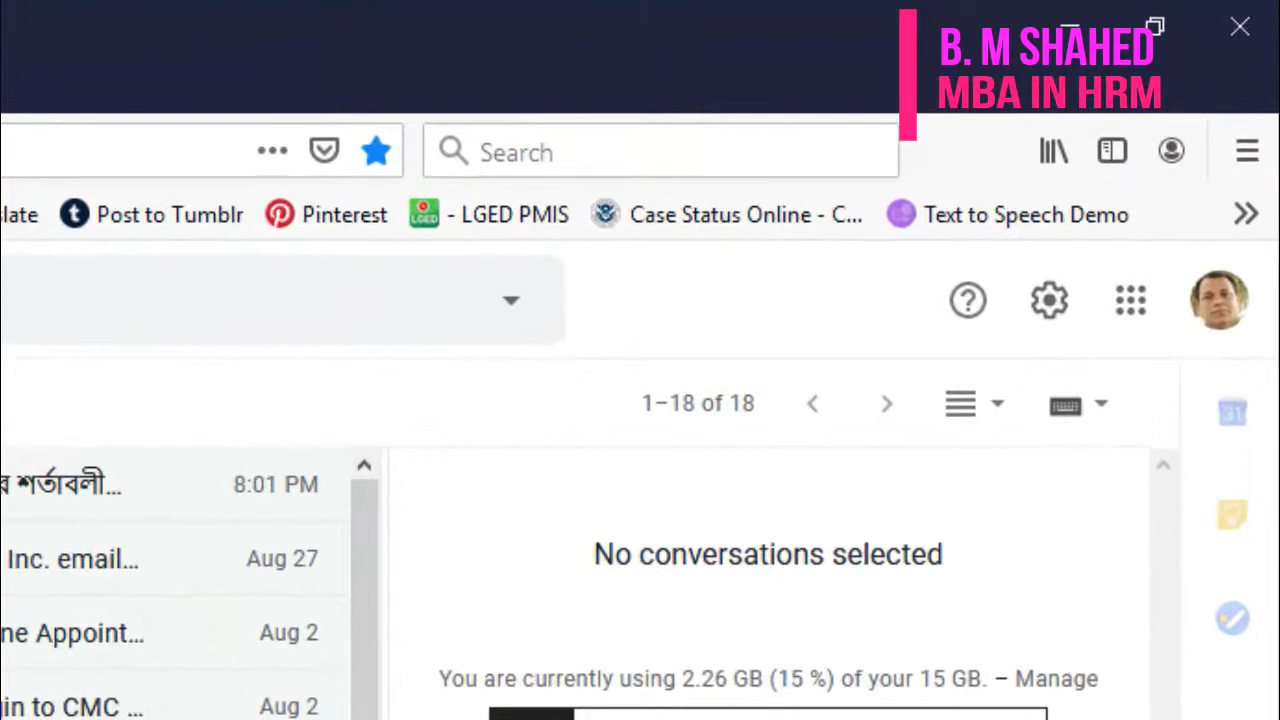 B. M SHAHED
MBA IN HRM
Search
late Post to Tumblr Pinterest - LGED PMIS Case Status Online - C... Text to Speech Demo
1–18 of 18
31
র শর্তাবলী... 8:01 PM
Inc. email... Aug 27
No conversations selected
ne Appoint... Aug 2
You are currently using 2.26 GB (15 %) of your 15 GB. – Manage
gin to CMC ... Aug 2